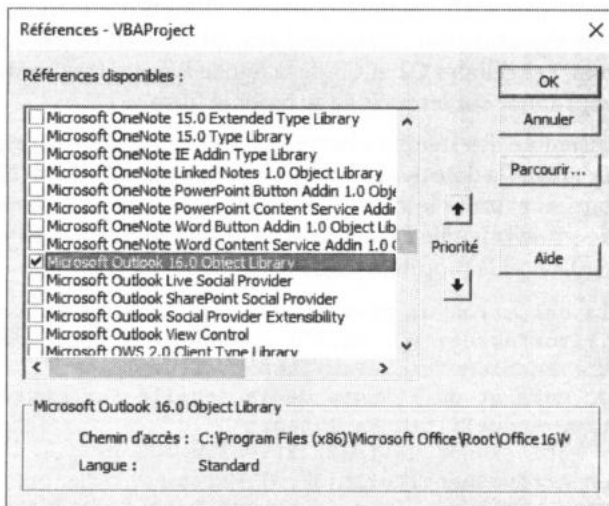 Références - VBAProject
Références disponibles :
OK
Annuler
Parcourir...
Priorité
Aide
Microsoft OneNote 15.0 Extended Type Library
Microsoft OneNote 15.0 Type Library
Microsoft OneNote IE Addin Type Library
Microsoft OneNote Linked Notes 1.0 Object Library
Microsoft OneNote PowerPoint Button Addin 1.0 Obje
Microsoft OneNote PowerPoint Content Service Addi
Microsoft OneNote Word Button Addin 1.0 Object Lib
Microsoft OneNote Word Content Service Addin 1.0 (
Microsoft Outlook 16.0 Object Library
Microsoft Outlook Live Social Provider
Microsoft Outlook SharePoint Social Provider
Microsoft Outlook Social Provider Extensibility
Microsoft Outlook View Control
Microsoft OWS 2.0 Client Type Library
Microsoft Outlook 16.0 Object Library
Chemin d'accès : C:\Program Files (x86)\Microsoft Office\Root\Office16\M
Langue : Standard